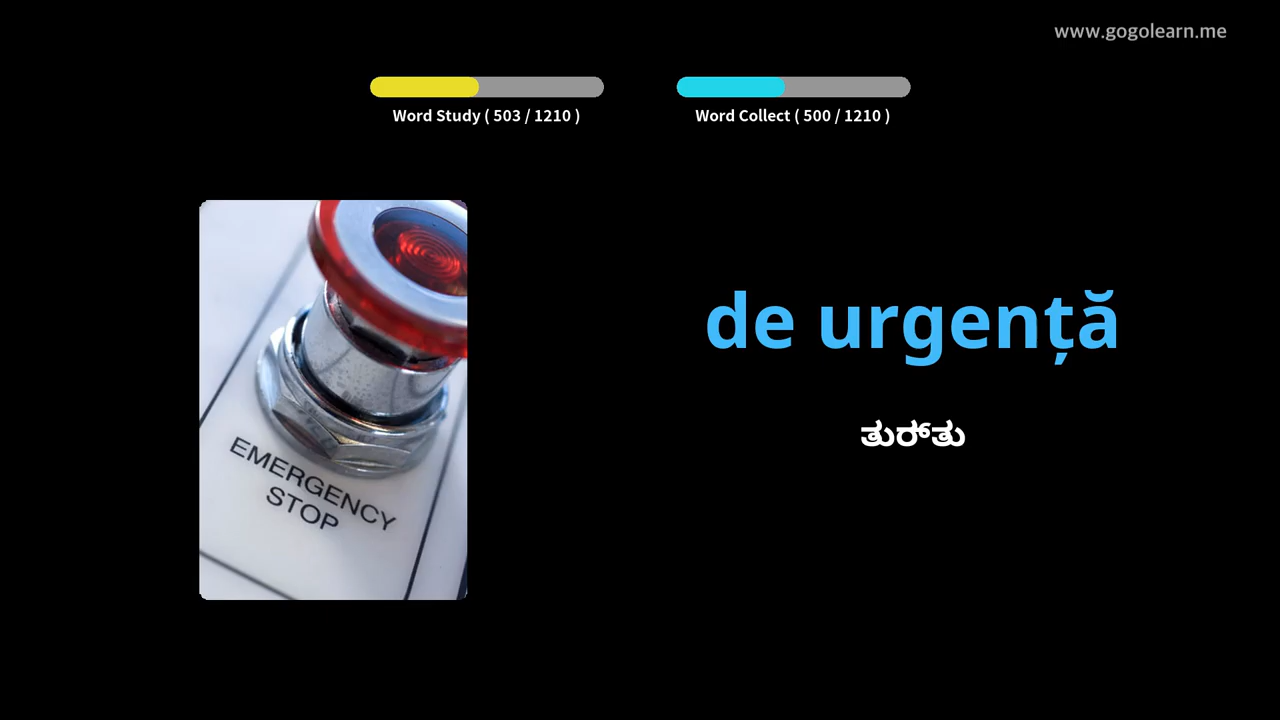 www.gogolearn.me
Word Study ( 503 / 1210 )
Word Collect ( 500 / 1210 )
de urgență
ತುರ್ತು
EMERGENCY
STOP